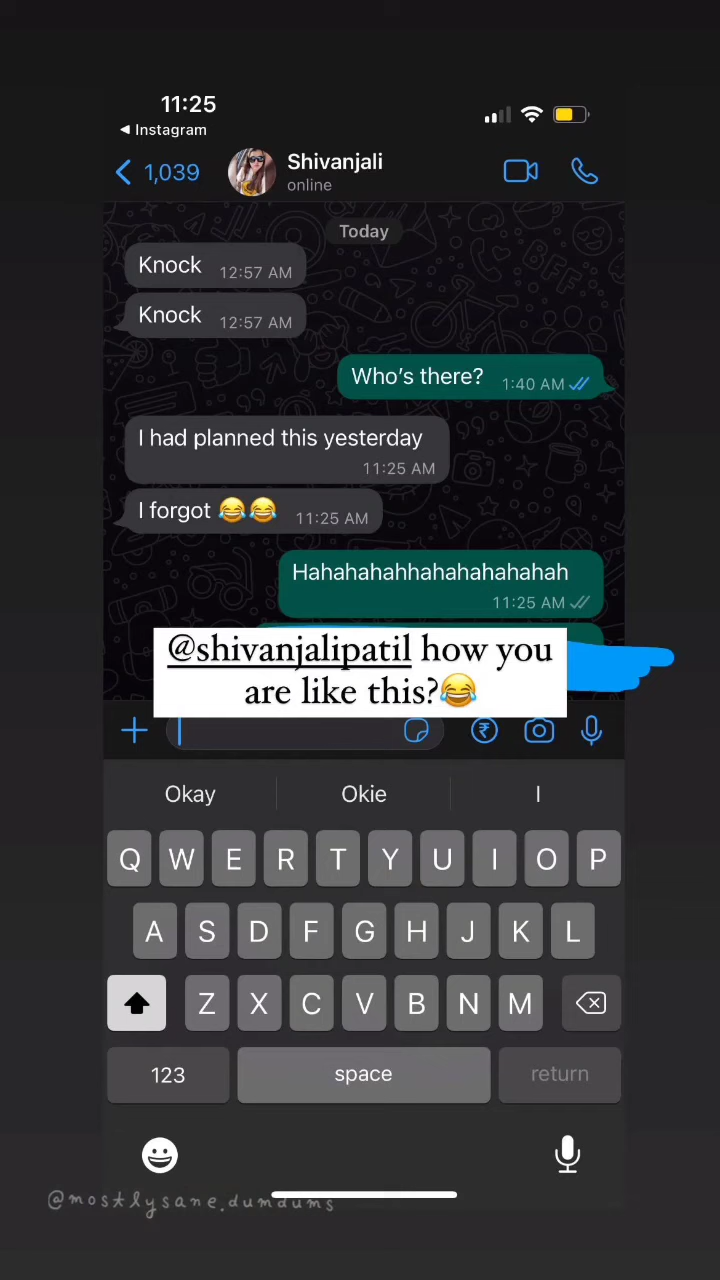 11:25
◀ Instagram
1,039
Shivanjali
online
Today
Knock 12:57 AM
Knock 12:57 AM
Who's there? 1:40 AM
I had planned this yesterday
11:25 AM
I forgot 😂😂 11:25 AM
Hahahahahhahahahahahah
11:25 AM
@shivanjalipatil how you
are like this?😂
₹
Okay Okie I
Q W E R T Y U I O P
A S D F G H J K L
Z X C V B N M
123 space return
@mostlysane.dumdums